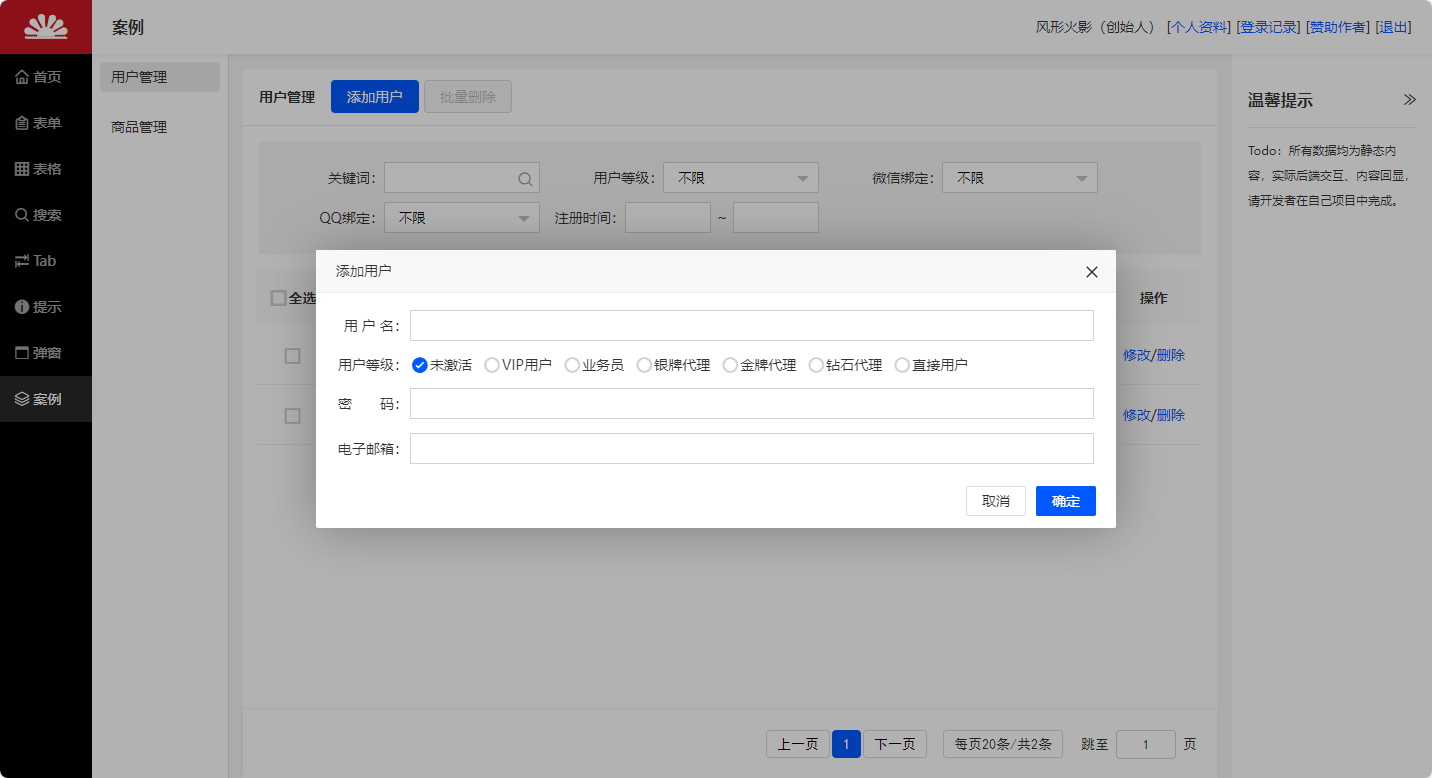 案例
风形火影（创始人） [个人资料] [登录记录] [赞助作者] [退出]
首页
表单
表格
搜索
Tab
提示
弹窗
案例
用户管理
商品管理
用户管理 添加用户 批量删除
关键词： 用户等级： 不限 微信绑定： 不限
QQ绑定： 不限 注册时间： ~
全选 操作
修改/删除
修改/删除
添加用户
用 户 名：
用户等级： 未激活 VIP用户 业务员 银牌代理 金牌代理 钻石代理 直接用户
密 码：
电子邮箱：
取消 确定
上一页 1 下一页 每页20条/共2条 跳至 1 页
温馨提示
Todo：所有数据均为静态内
容，实际后端交互、内容回显，
请开发者在自己项目中完成。